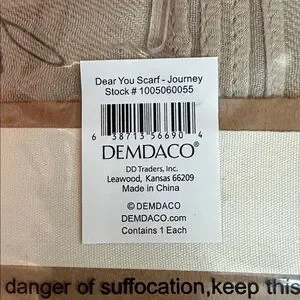 Dear You Scarf - Journey
Stock # 1005060055
6 38713 56690 4
DEMDACO®
DD Traders, Inc.
Leawood, Kansas 66209
Made in China
© DEMDACO
DEMDACO.com
Contains 1 Each
danger of suffocation,keep this